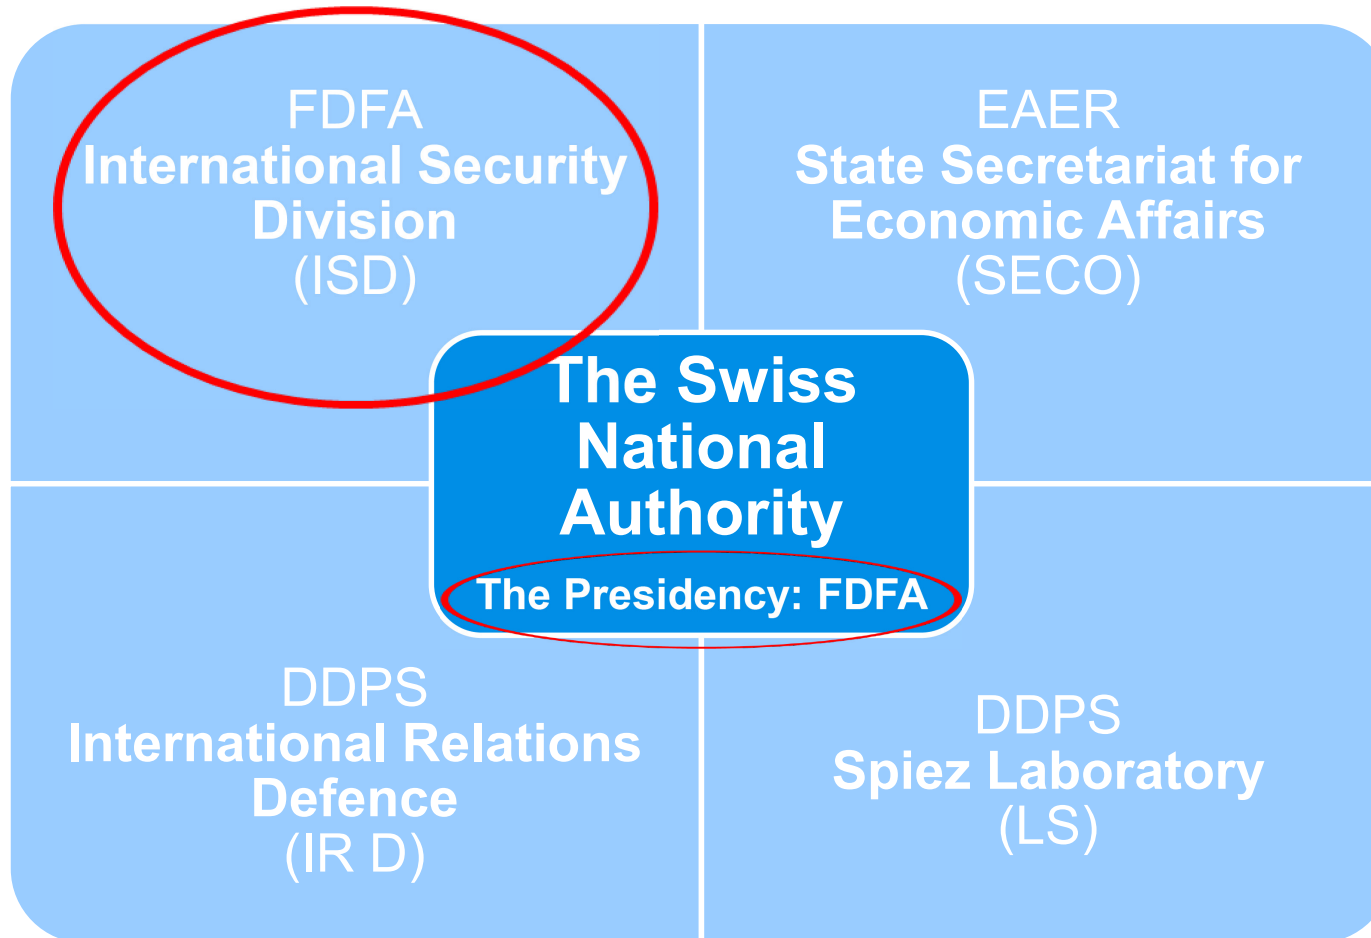 FDFA
International Security
Division
(ISD)
EAER
State Secretariat for
Economic Affairs
(SECO)
The Swiss
National
Authority
The Presidency: FDFA
DDPS
International Relations
Defence
(IR D)
DDPS
Spiez Laboratory
(LS)